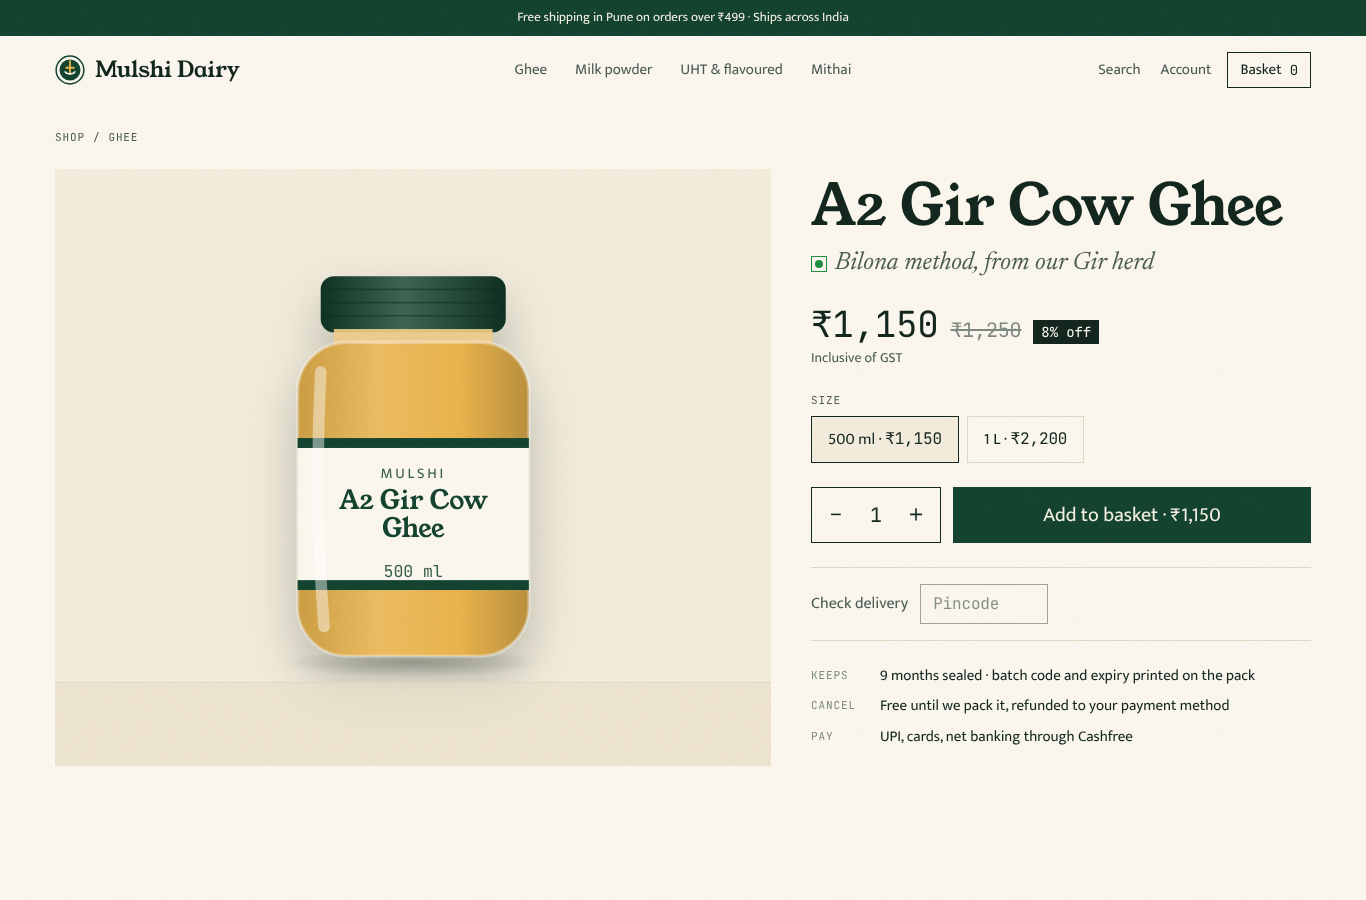 Free shipping in Pune on orders over ₹499 · Ships across India
Mulshi Dairy
Ghee
Milk powder
UHT & flavoured
Mithai
Search
Account
Basket 0
SHOP / GHEE
MULSHI
A2 Gir Cow
Ghee
500 ml
A2 Gir Cow Ghee
Bilona method, from our Gir herd
₹1,150 ₹1,250 8% off
Inclusive of GST
SIZE
500 ml · ₹1,150
1 L · ₹2,200
− 1 +
Add to basket · ₹1,150
Check delivery
Pincode
KEEPS 9 months sealed · batch code and expiry printed on the pack
CANCEL Free until we pack it, refunded to your payment method
PAY UPI, cards, net banking through Cashfree